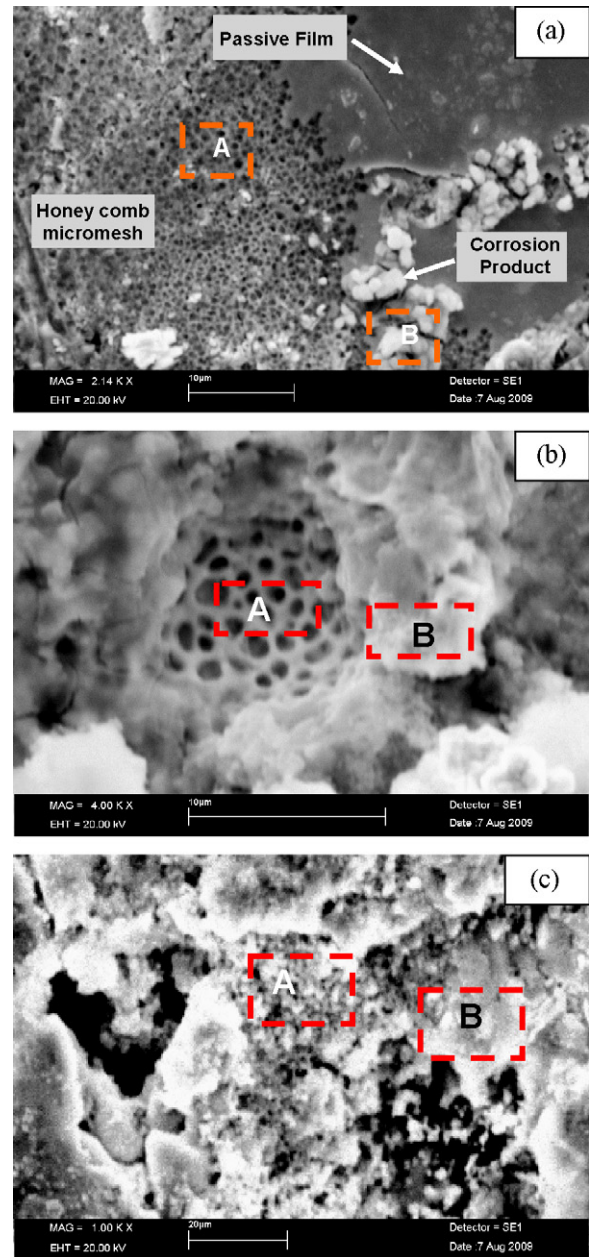 (a)
Passive Film
A
Honey comb
micromesh
Corrosion
Product
B
MAG = 2.14 K X
10µm
Detector = SE1
EHT = 20.00 kV
Date :7 Aug 2009
(b)
A
B
MAG = 4.00 K X
10µm
Detector = SE1
EHT = 20.00 kV
Date :7 Aug 2009
(c)
A
B
MAG = 1.00 K X
20µm
Detector = SE1
EHT = 20.00 kV
Date :7 Aug 2009